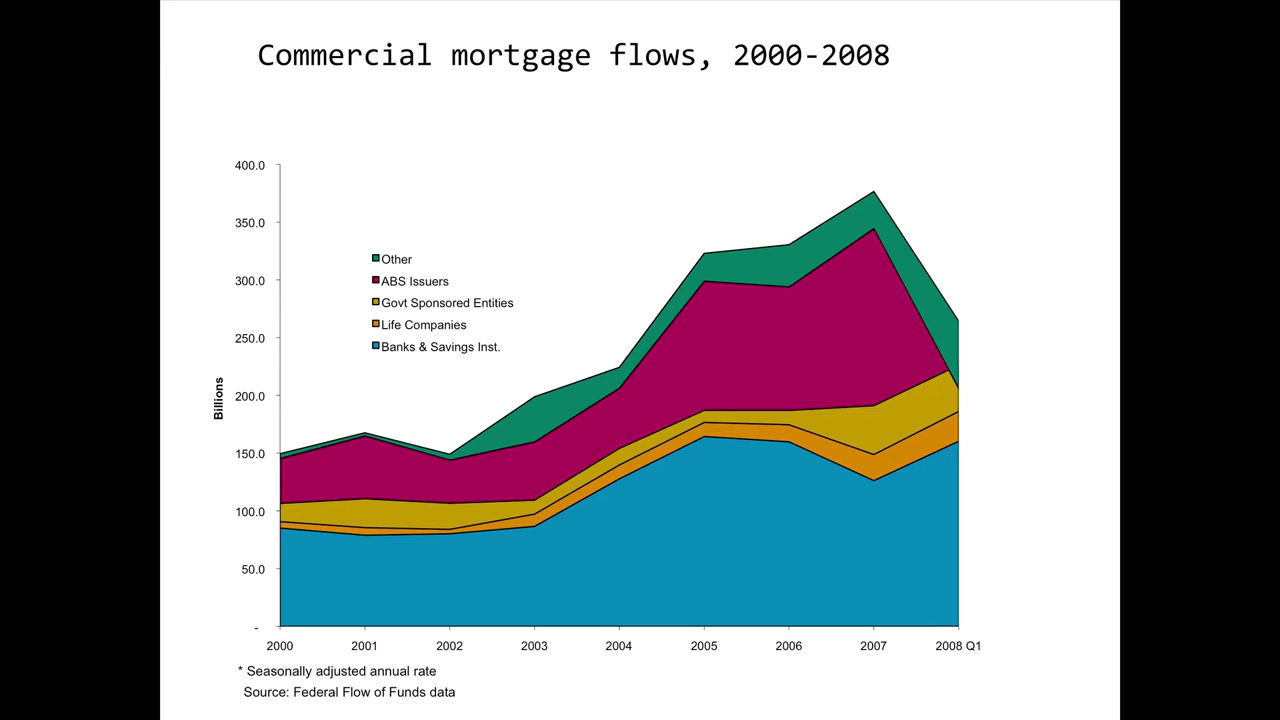 Commercial mortgage flows, 2000-2008
400.0
350.0
300.0
250.0
200.0
150.0
100.0
50.0
-
Billions
Other
ABS Issuers
Govt Sponsored Entities
Life Companies
Banks & Savings Inst.
2000 2001 2002 2003 2004 2005 2006 2007 2008 Q1
* Seasonally adjusted annual rate
Source: Federal Flow of Funds data